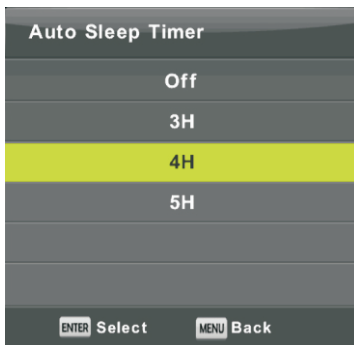 Auto Sleep Timer
Off
3H
4H
5H
ENTER Select MENU Back